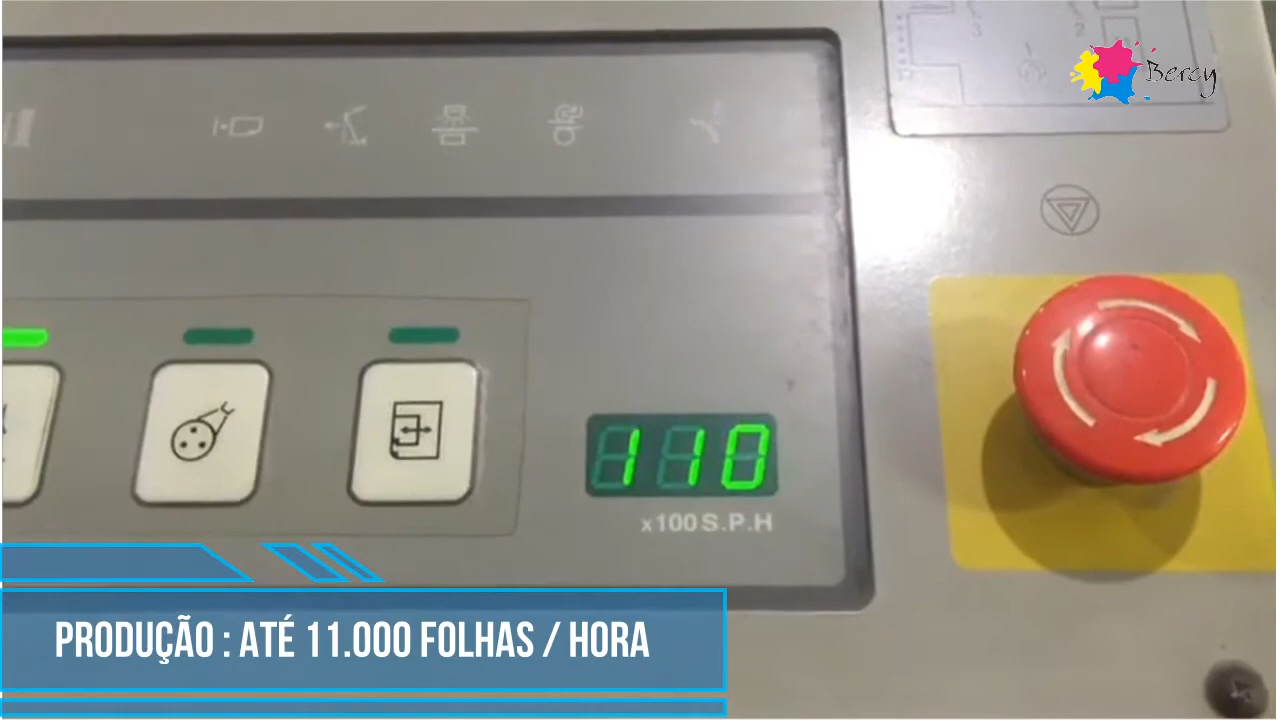 Bercy
110
x100 S.P.H
PRODUÇÃO : ATÉ 11.000 FOLHAS / HORA